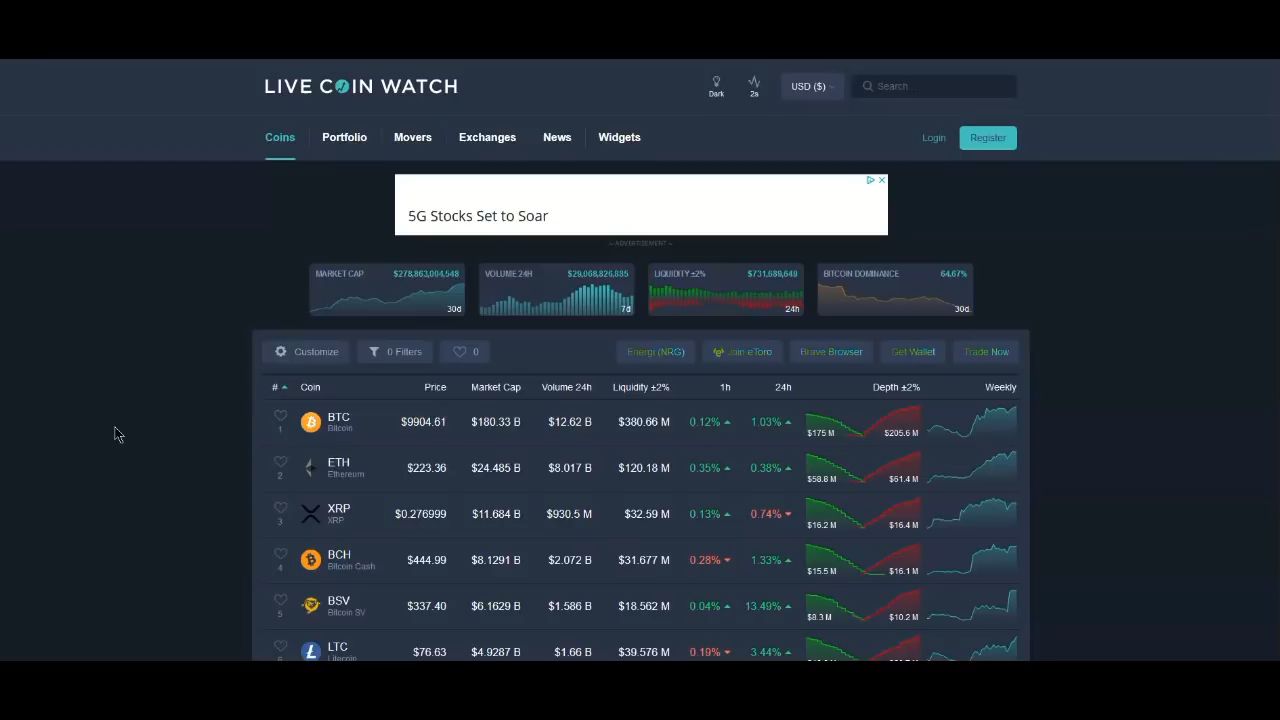 LIVE COIN WATCH
Dark
2s
USD ($)
Search...
Coins Portfolio Movers Exchanges News Widgets Login Register
5G Stocks Set to Soar
~ ADVERTISEMENT ~
MARKET CAP $278,863,004,548 30d
VOLUME 24H $29,068,826,885 7d
LIQUIDITY ±2% $731,689,649 24h
BITCOIN DOMINANCE 64.67% 30d
Customize 0 Filters 0 Energi (NRG) Join eToro Brave Browser Get Wallet Trade Now
# Coin Price Market Cap Volume 24h Liquidity ±2% 1h 24h Depth ±2% Weekly
1 BTC Bitcoin $9904.61 $180.33 B $12.62 B $380.66 M 0.12% 1.03% $175 M $205.6 M
2 ETH Ethereum $223.36 $24.485 B $8.017 B $120.18 M 0.35% 0.38% $58.8 M $61.4 M
3 XRP XRP $0.276999 $11.684 B $930.5 M $32.59 M 0.13% 0.74% $16.2 M $16.4 M
4 BCH Bitcoin Cash $444.99 $8.1291 B $2.072 B $31.677 M 0.28% 1.33% $15.5 M $16.1 M
5 BSV Bitcoin SV $337.40 $6.1629 B $1.586 B $18.562 M 0.04% 13.49% $8.3 M $10.2 M
LTC Litecoin $76.63 $4.9287 B $1.66 B $39.576 M 0.19% 3.44%